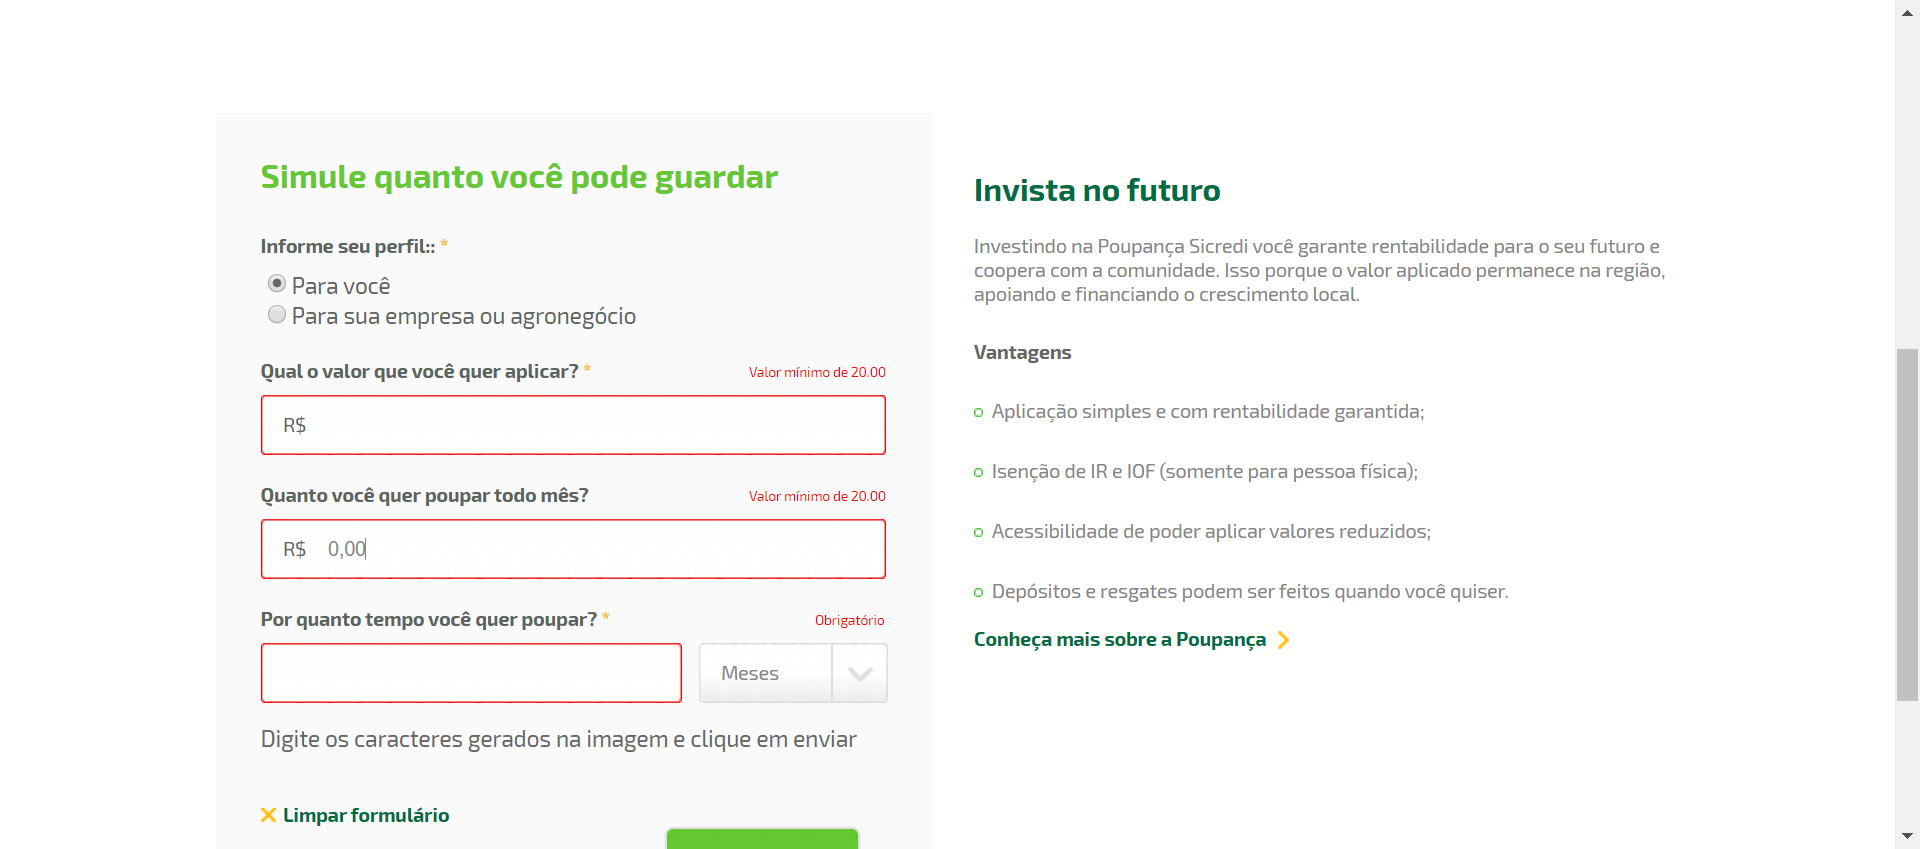 Simule quanto você pode guardar
Informe seu perfil:: *
Para você
Para sua empresa ou agronegócio
Qual o valor que você quer aplicar? *
Valor mínimo de 20.00
R$
Quanto você quer poupar todo mês?
Valor mínimo de 20.00
R$ 0,00
Por quanto tempo você quer poupar? *
Obrigatório
Meses
Digite os caracteres gerados na imagem e clique em enviar
Limpar formulário
Invista no futuro
Investindo na Poupança Sicredi você garante rentabilidade para o seu futuro e
coopera com a comunidade. Isso porque o valor aplicado permanece na região,
apoiando e financiando o crescimento local.
Vantagens
Aplicação simples e com rentabilidade garantida;
Isenção de IR e IOF (somente para pessoa física);
Acessibilidade de poder aplicar valores reduzidos;
Depósitos e resgates podem ser feitos quando você quiser.
Conheça mais sobre a Poupança